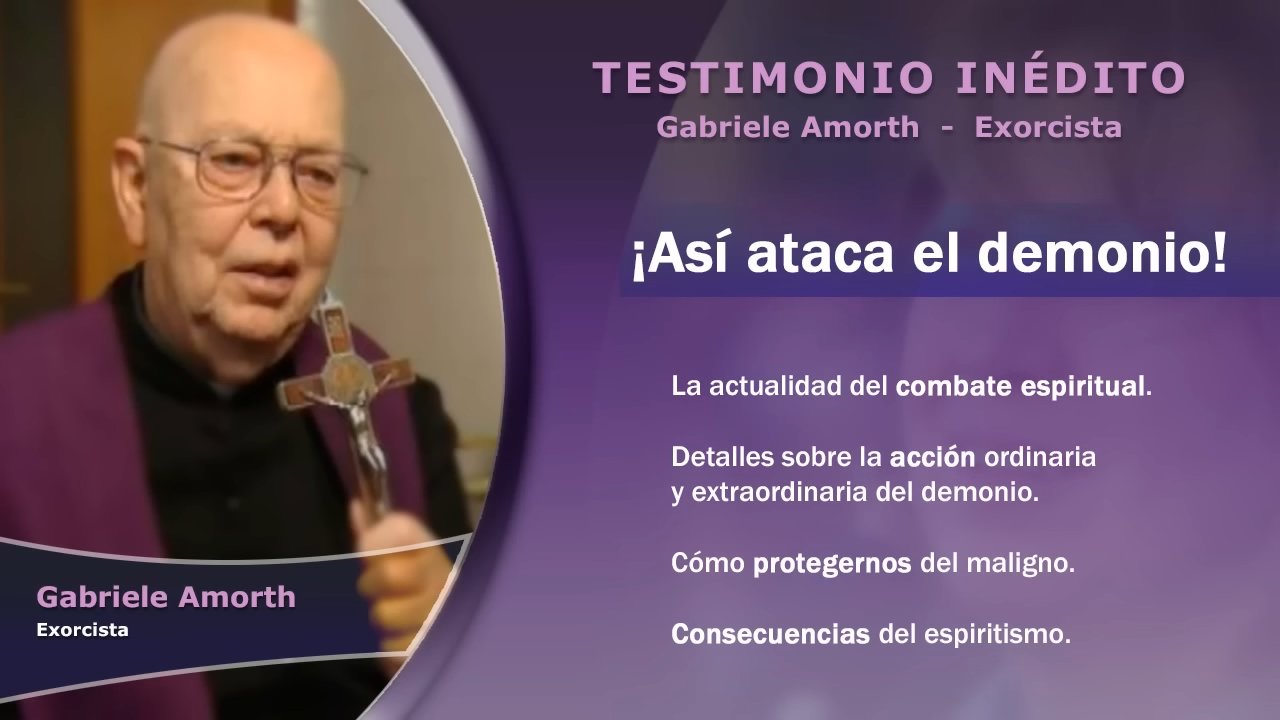 TESTIMONIO INÉDITO
Gabriele Amorth - Exorcista
¡Así ataca el demonio!
La actualidad del combate espiritual.
Detalles sobre la acción ordinaria
y extraordinaria del demonio.
Cómo protegernos del maligno.
Consecuencias del espiritismo.
Gabriele Amorth
Exorcista